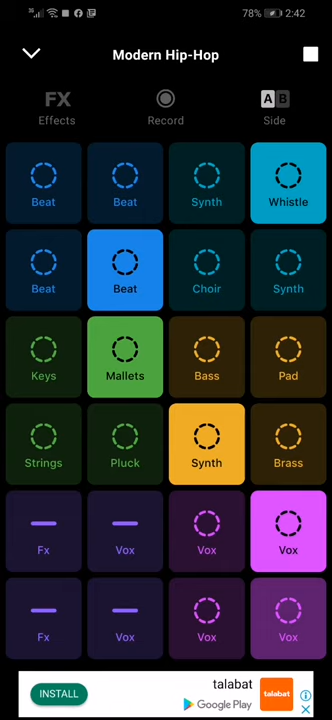 3G 78% 2:42
Modern Hip-Hop
FX A B
Effects Record Side
Beat Beat Synth Whistle
Beat Beat Choir Synth
Keys Mallets Bass Pad
Strings Pluck Synth Brass
Fx Vox Vox Vox
Fx Vox Vox Vox
INSTALL talabat talabat
Google Play